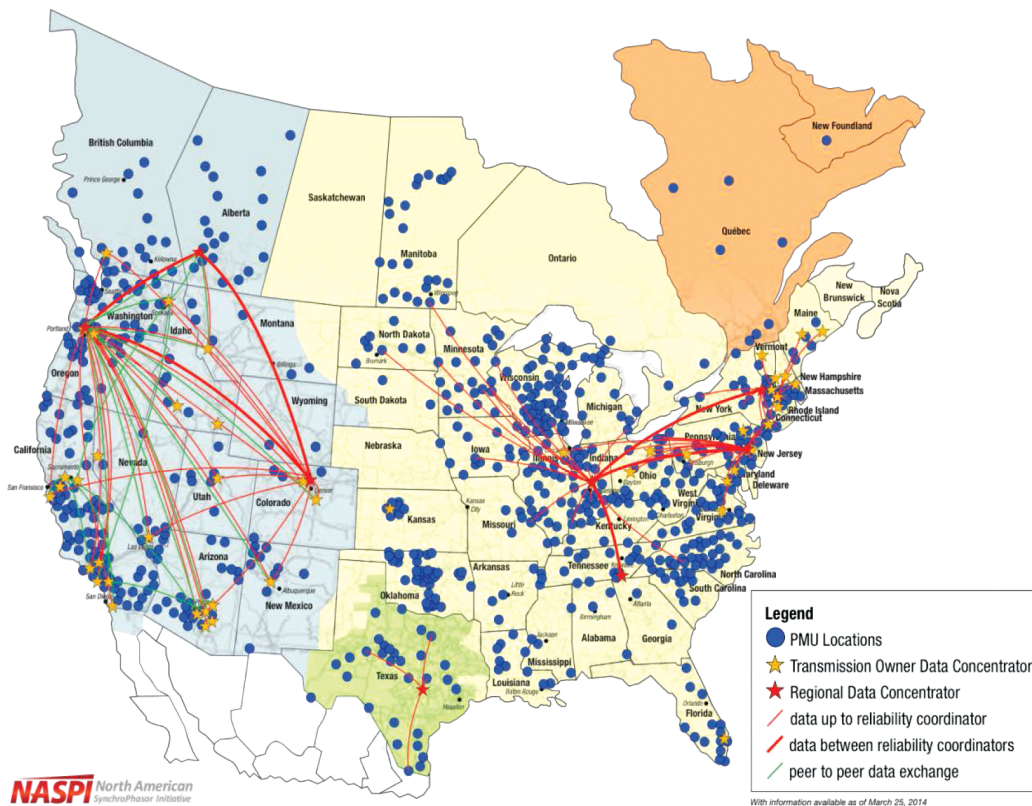 New Foundland
British Columbia
Prince George
Saskatchewan
Alberta
Québec
Manitoba
Ontario
Kelowna
New
Brunswick
Nova
Scotia
Winnipeg
Maine
Washington
Portland
Idaho
Montana
North Dakota
Bismark
Minnesota
Vermont
Billings
Oregon
Wisconsin
New Hampshire
Massachusetts
Wyoming
South Dakota
Michigan
New York
Rhode Island
Connecticut
Milwaukee
Pennsylvania
California
Nebraska
Iowa
Illinois
Indiana
New Jersey
Nevada
Sacramento
Ohio
Pittsburgh
Maryland
Deleware
San Fransisco
Utah
Colorado
Denver
Dayton
West
Virginia
Kansas
City
Kansas
Missouri
Charleston
Virginia
Kentucky
Lexington
Las Vegas
Arizona
Tennessee
Arkansas
North Carolina
South Carolina
Little
Rock
Oklahoma
San Diego
New Mexico
Albuquerque
Atlanta
Birmingham
Alabama
Georgia
Jackson
Mississippi
Texas
Louisiana
Baton Rouge
Houston
Orlando
Florida
Legend
PMU Locations
Transmission Owner Data Concentrator
Regional Data Concentrator
data up to reliability coordinator
data between reliability coordinators
peer to peer data exchange
NASPI North American
SynchroPhasor Initiative
With information available as of March 25, 2014